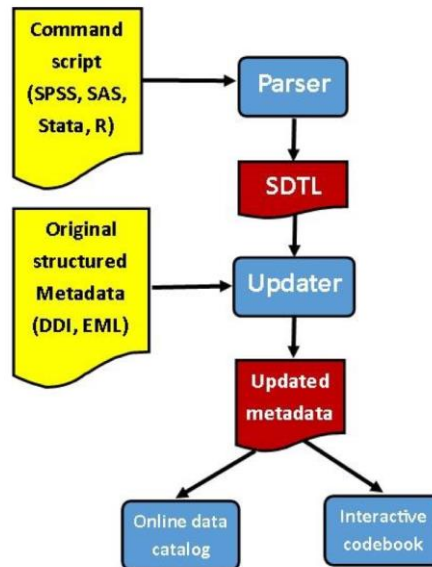 Command
script
(SPSS, SAS,
Stata, R)
Parser
SDTL
Original
structured
Metadata
(DDI, EML)
Updater
Updated
metadata
Online data
catalog
Interactive
codebook